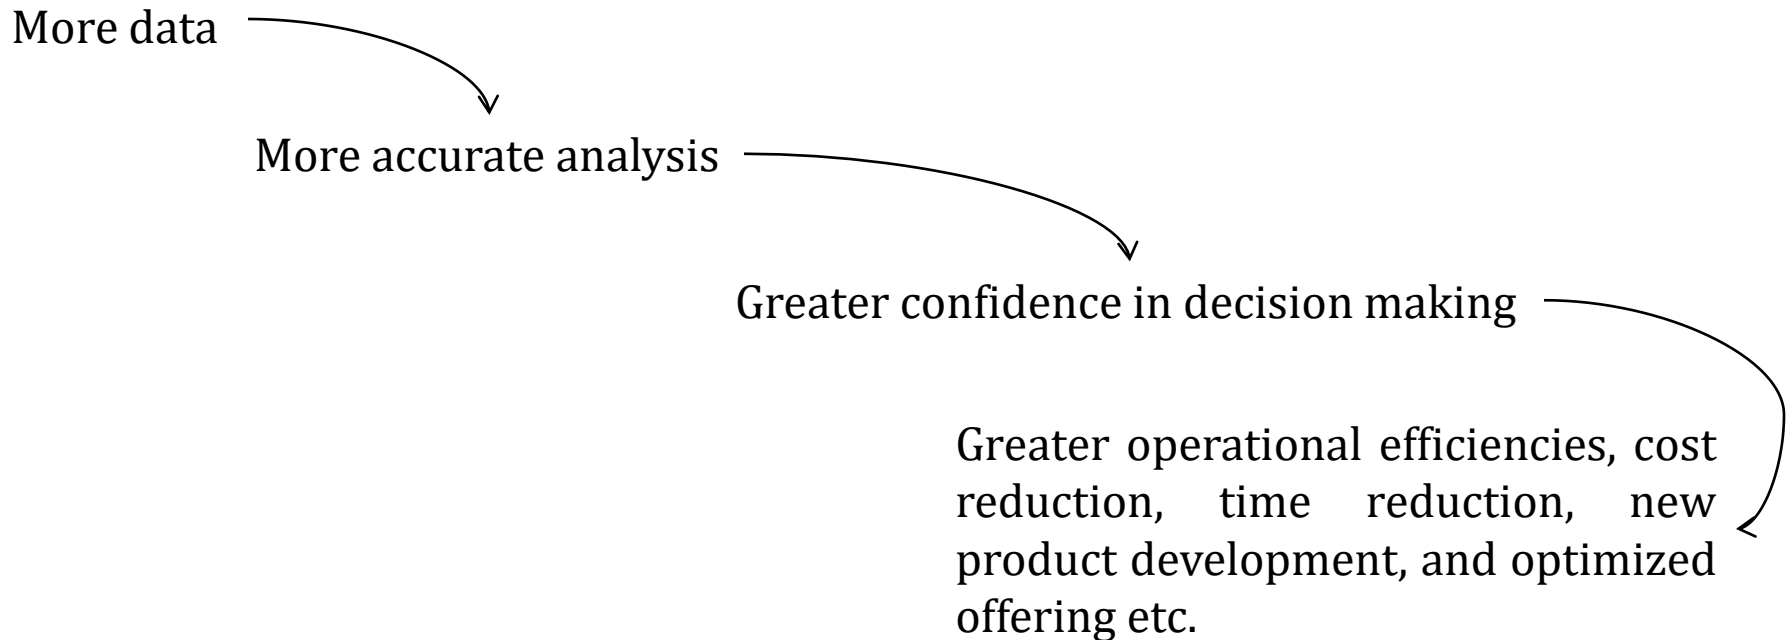 More data
More accurate analysis
Greater confidence in decision making
Greater operational efficiencies, cost
reduction, time reduction, new
product development, and optimized
offering etc.